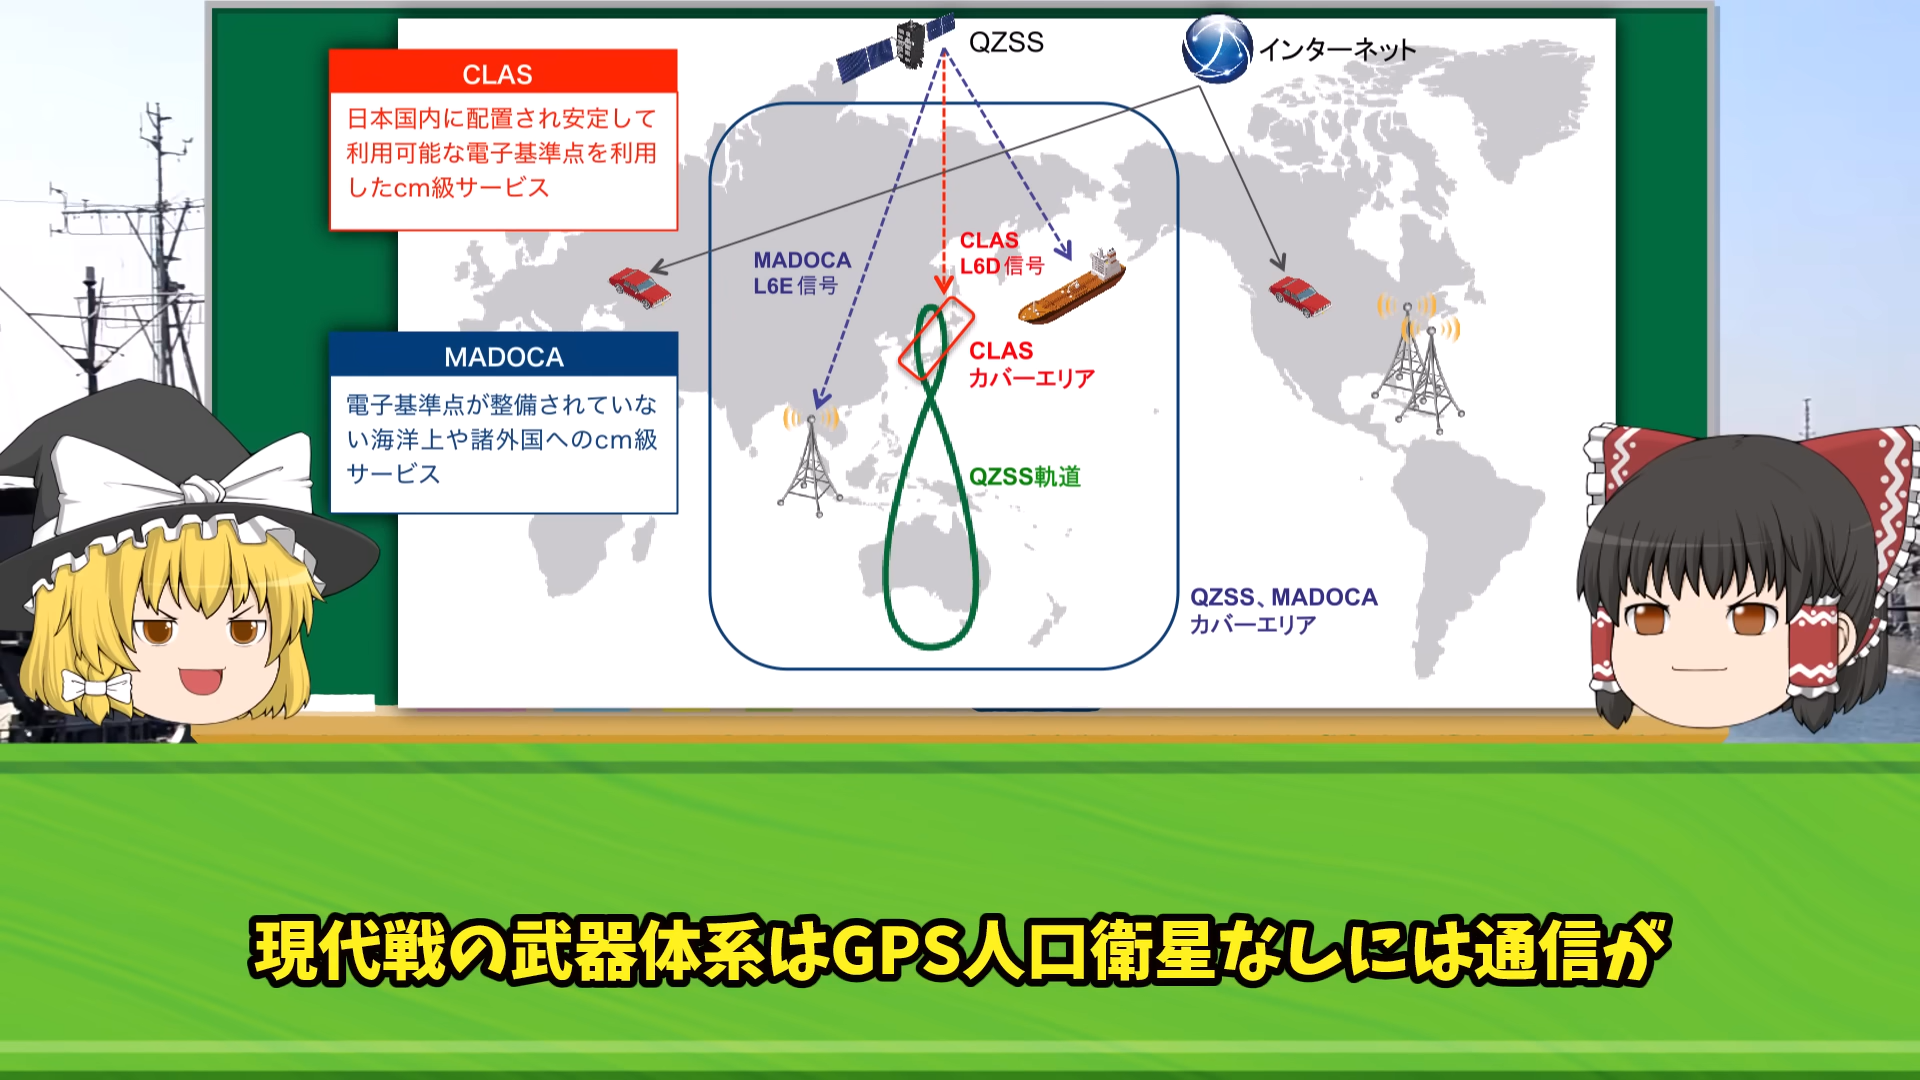 QZSS
インターネット
CLAS
日本国内に配置され安定して
利用可能な電子基準点を利用
したcm級サービス
MADOCA
L6E信号
CLAS
L6D信号
CLAS
カバーエリア
MADOCA
電子基準点が整備されていな
い海洋上や諸外国へのcm級
サービス
QZSS軌道
QZSS、MADOCA
カバーエリア
現代戦の武器体系はGPS人口衛星なしには通信が